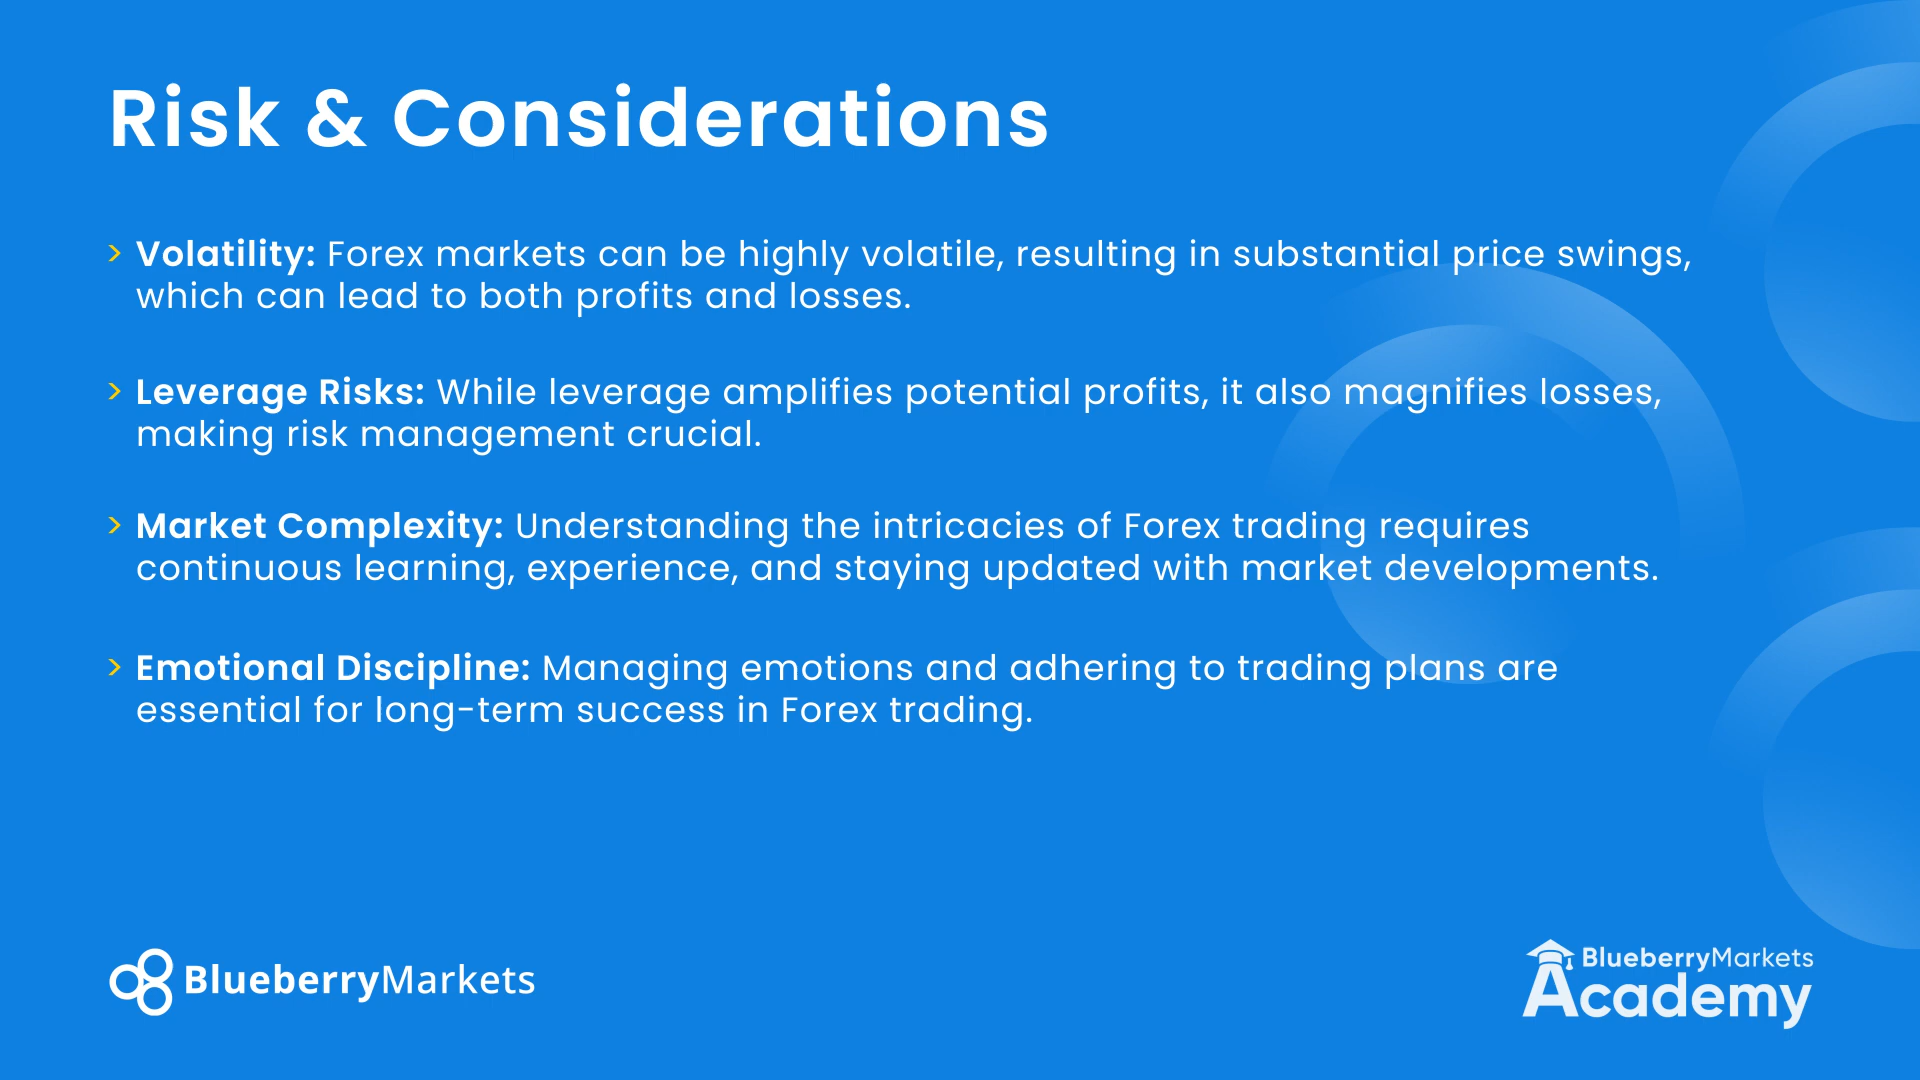 Risk & Considerations
> Volatility: Forex markets can be highly volatile, resulting in substantial price swings,
which can lead to both profits and losses.
> Leverage Risks: While leverage amplifies potential profits, it also magnifies losses,
making risk management crucial.
> Market Complexity: Understanding the intricacies of Forex trading requires
continuous learning, experience, and staying updated with market developments.
> Emotional Discipline: Managing emotions and adhering to trading plans are
essential for long-term success in Forex trading.
BlueberryMarkets
BlueberryMarkets
Academy